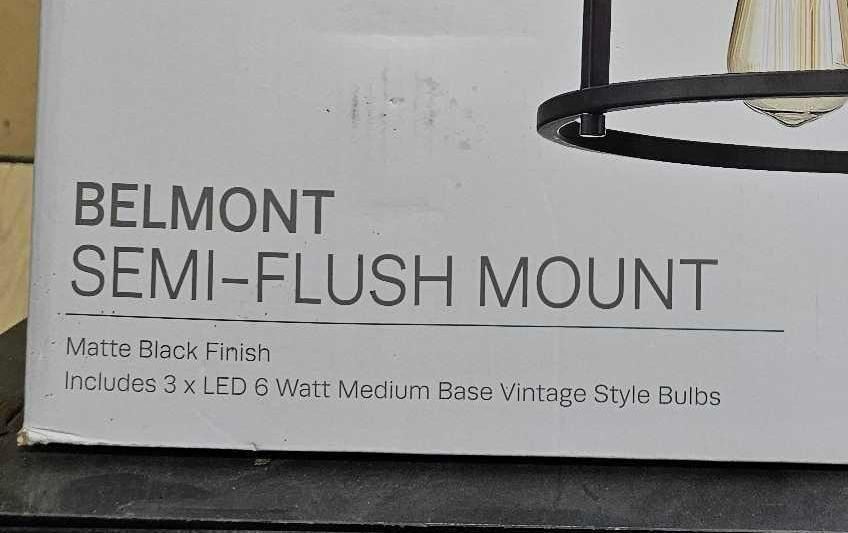 BELMONT
SEMI-FLUSH MOUNT
Matte Black Finish
Includes 3 x LED 6 Watt Medium Base Vintage Style Bulbs